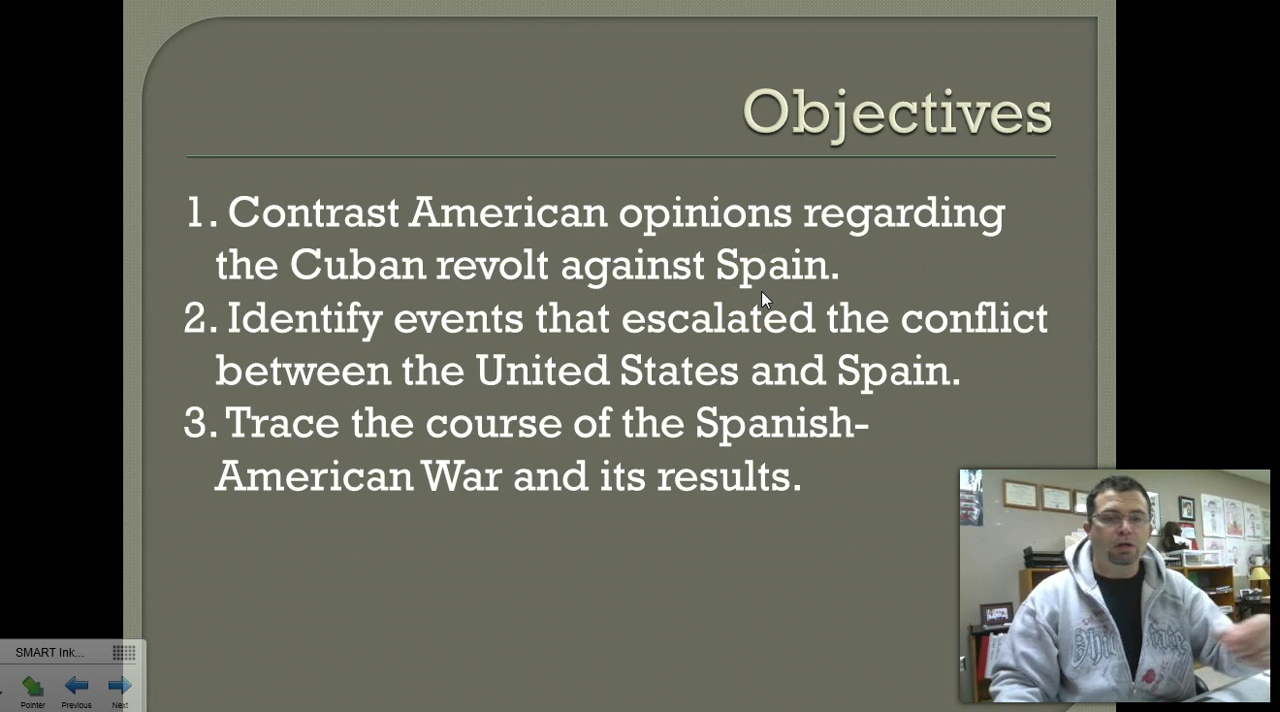 Objectives
1. Contrast American opinions regarding
the Cuban revolt against Spain.
2. Identify events that escalated the conflict
between the United States and Spain.
3. Trace the course of the Spanish-
American War and its results.
SMART Ink...
Pointer Previous Next